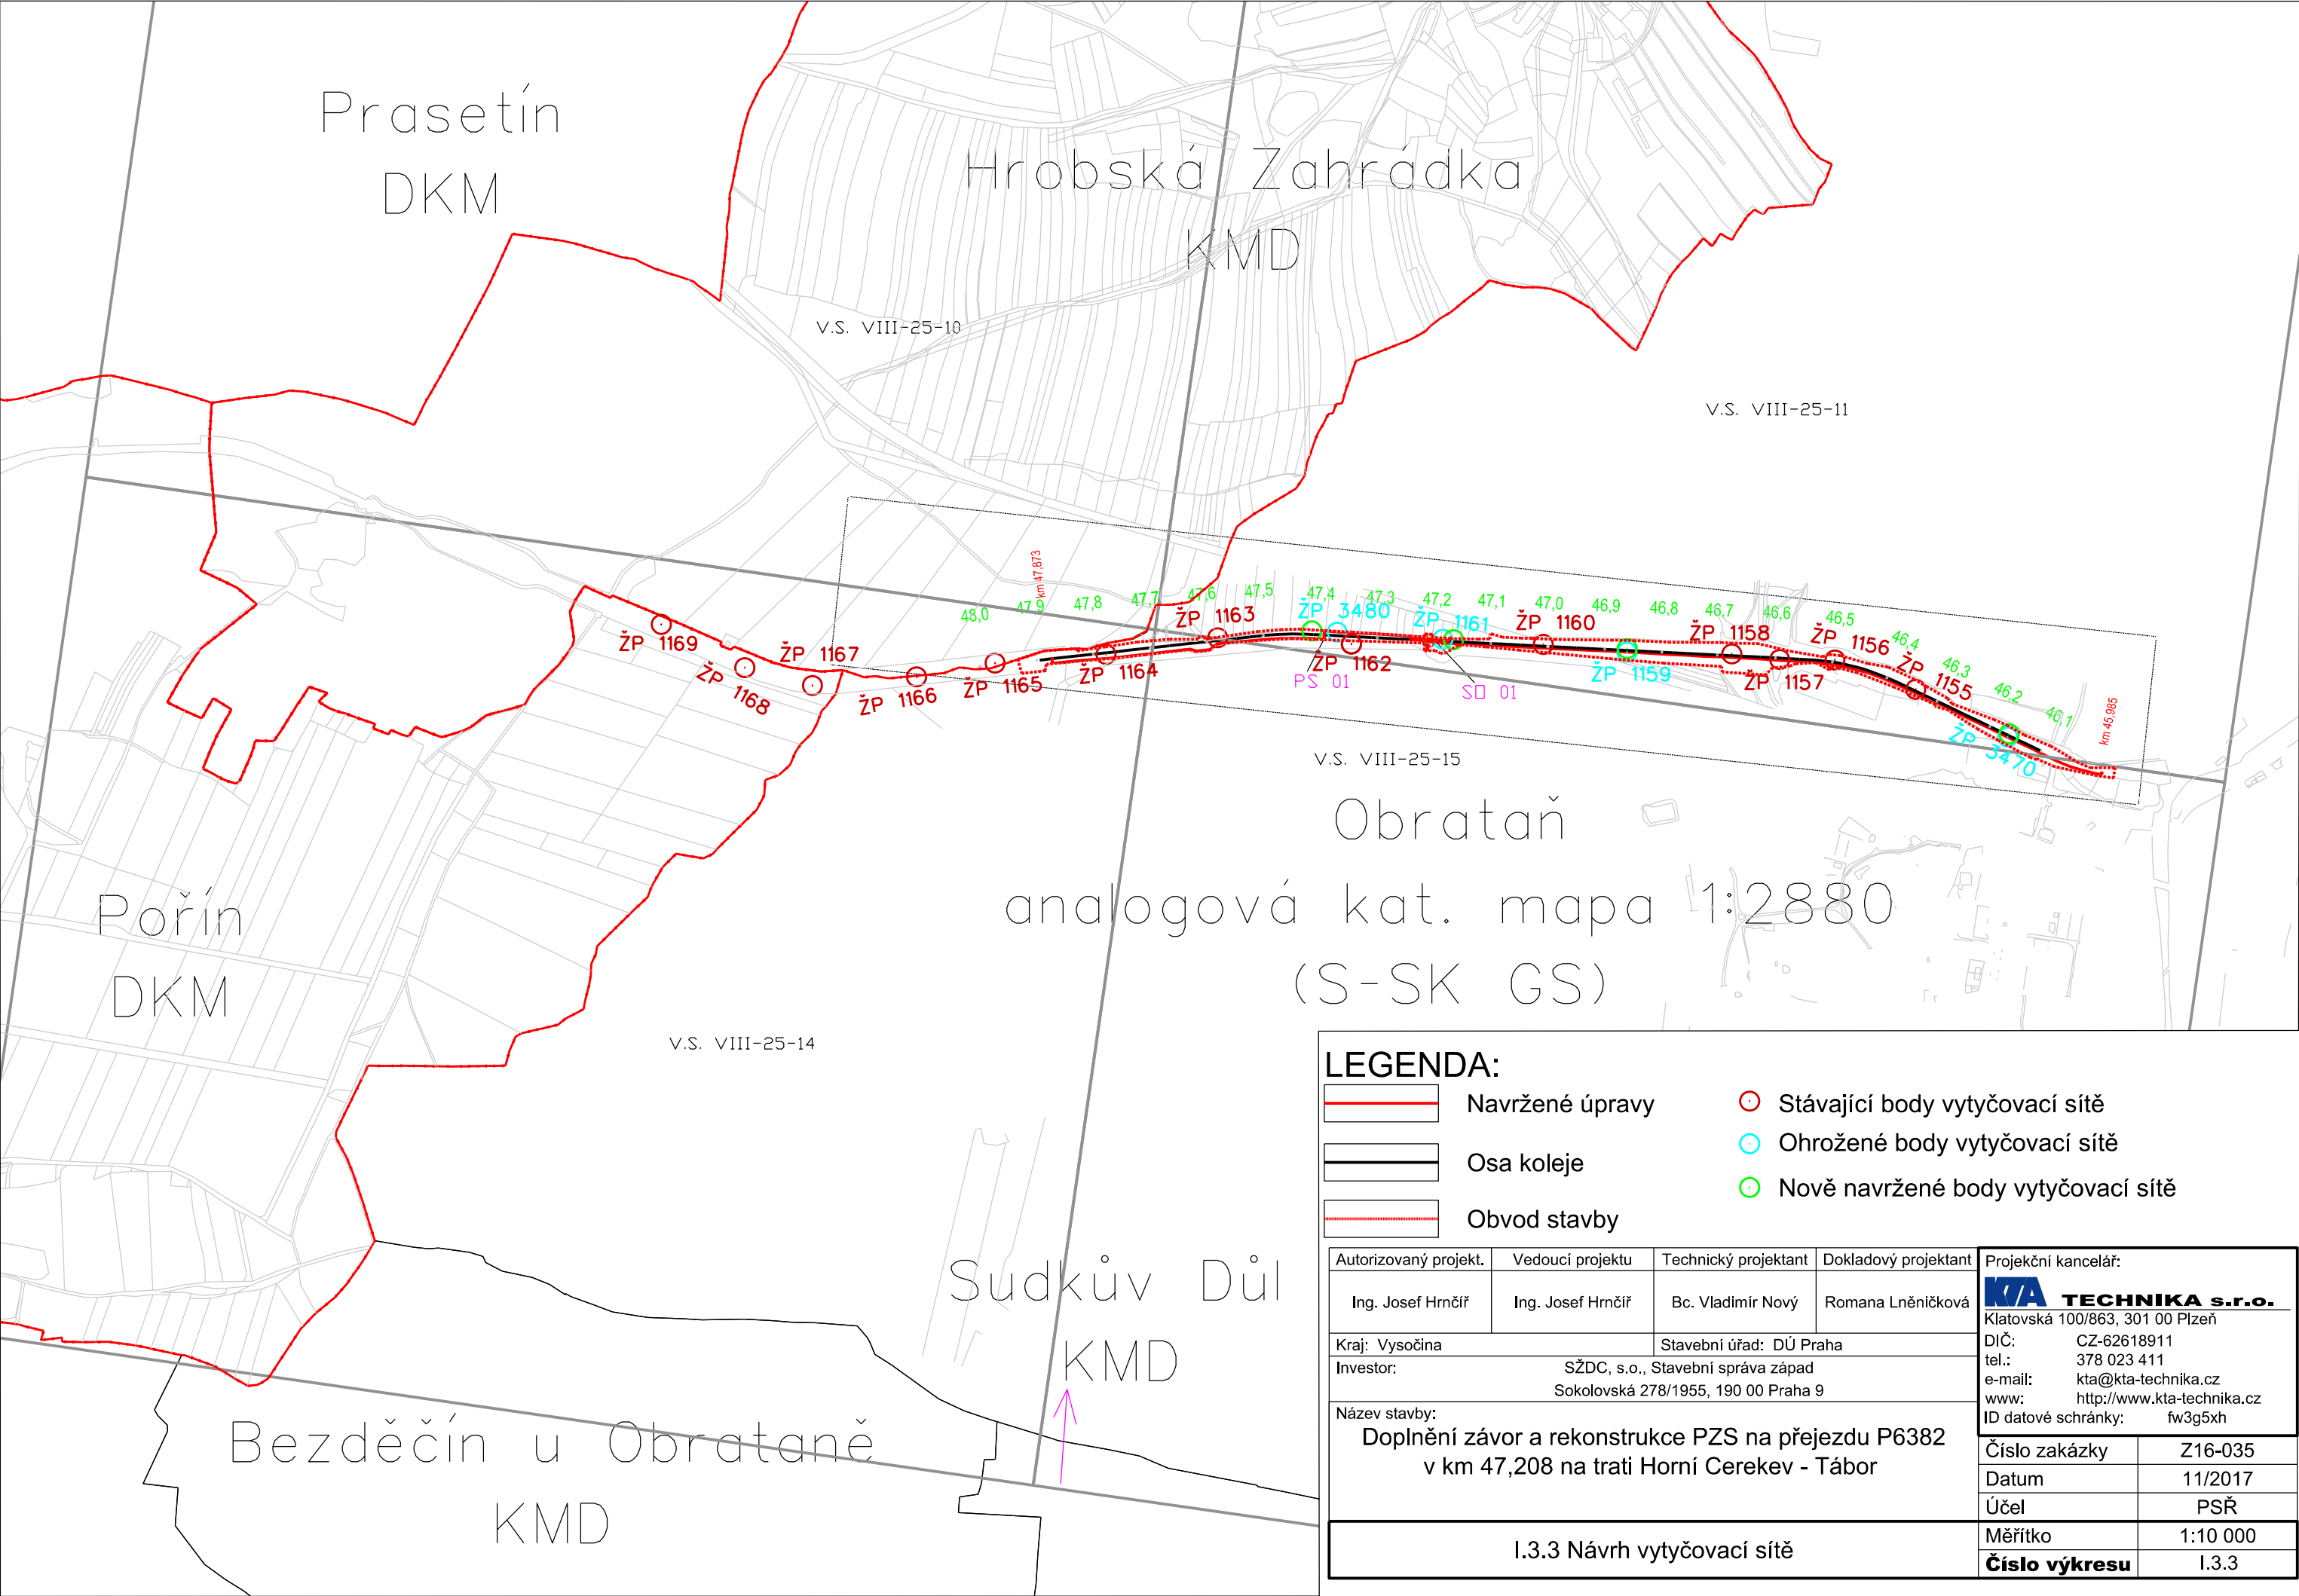 Prasetín
DKM
Hrobská Zahrádka
KMD
V.S. VIII-25-10
V.S. VIII-25-11
km 47,873
48,0
47,9
47,8
47,7
47,6
47,5
47,4
47,3
47,2
47,1
47,0
46,9
46,8
46,7
46,6
46,5
46,4
46,3
46,2
46,1
km 45,985
ŽP 1169
ŽP 1168
ŽP 1167
ŽP 1166
ŽP 1165
ŽP 1164
ŽP 1163
ŽP 3480
ŽP 1162
ŽP 1161
ŽP 1160
ŽP 1159
ŽP 1158
ŽP 1157
ŽP 1156
ŽP 1155
ŽP 3470
PS 01
SO 01
V.S. VIII-25-15
Obrataň
analogová kat. mapa 1:2880
(S-SK GS)
Pořín
DKM
V.S. VIII-25-14
Sudkův Důl
KMD
Bezděčín u Obrataně
KMD
LEGENDA:
Navržené úpravy
Osa koleje
Obvod stavby
Stávající body vytyčovací sítě
Ohrožené body vytyčovací sítě
Nově navržené body vytyčovací sítě
Autorizovaný projekt. Vedoucí projektu Technický projektant Dokladový projektant
Ing. Josef Hrnčíř Ing. Josef Hrnčíř Bc. Vladimír Nový Romana Lněničková
Kraj: Vysočina Stavební úřad: DÚ Praha
Investor: SŽDC, s.o., Stavební správa západ
Sokolovská 278/1955, 190 00 Praha 9
Název stavby:
Doplnění závor a rekonstrukce PZS na přejezdu P6382
v km 47,208 na trati Horní Cerekev - Tábor
I.3.3 Návrh vytyčovací sítě
Projekční kancelář:
KTA TECHNIKA s.r.o.
Klatovská 100/863, 301 00 Plzeň
DIČ: CZ-62618911
tel.: 378 023 411
e-mail: kta@kta-technika.cz
www: http://www.kta-technika.cz
ID datové schránky: fw3g5xh
Číslo zakázky Z16-035
Datum 11/2017
Účel PSŘ
Měřítko 1:10 000
Číslo výkresu I.3.3